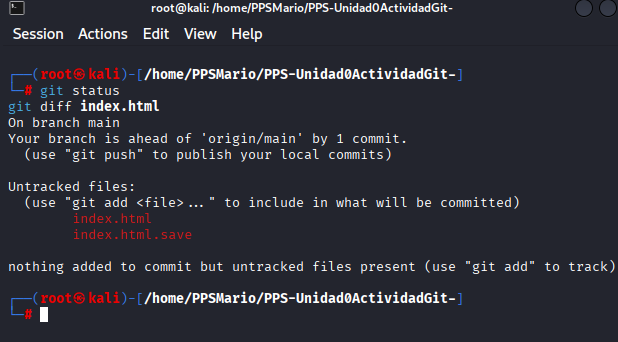 root@kali: /home/PPSMario/PPS-Unidad0ActividadGit-
Session Actions Edit View Help
┌──(root㉿kali)-[/home/PPSMario/PPS-Unidad0ActividadGit-]
└─# git status
git diff index.html
On branch main
Your branch is ahead of 'origin/main' by 1 commit.
  (use "git push" to publish your local commits)

Untracked files:
  (use "git add <file>..." to include in what will be committed)
        index.html
        index.html.save

nothing added to commit but untracked files present (use "git add" to track)

┌──(root㉿kali)-[/home/PPSMario/PPS-Unidad0ActividadGit-]
└─#